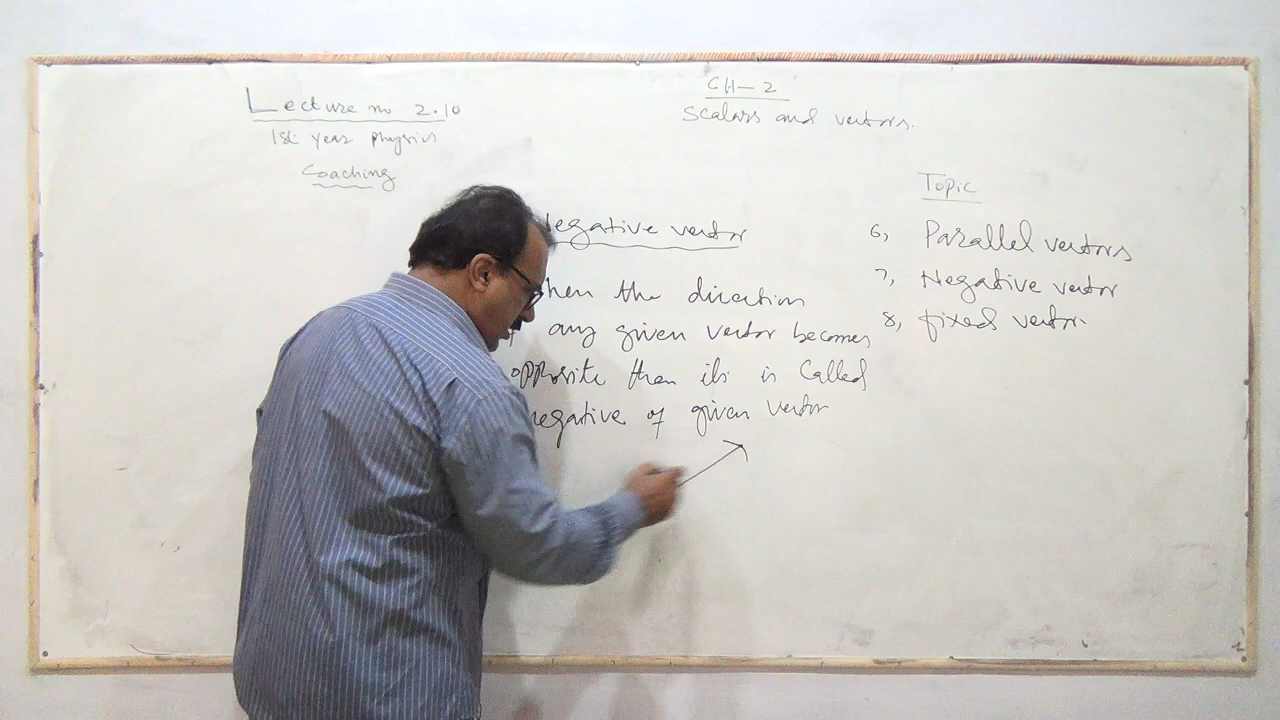 Lecture no 2.10
1st year physics
Coaching
CH-2
Scalars and vectors.
Topic
6, Parallel vectors
7, Negative vector
8, fixed vector.
Negative vector
when the direction
of any given vector becomes
opposite then its is called
negative of given vector